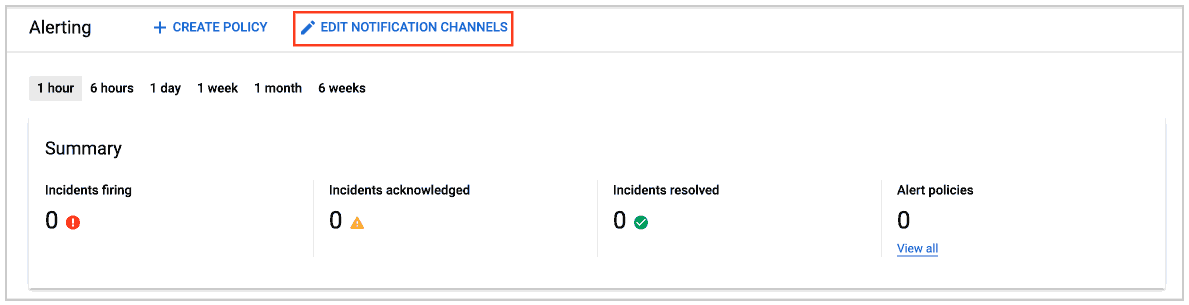 Alerting CREATE POLICY EDIT NOTIFICATION CHANNELS
1 hour 6 hours 1 day 1 week 1 month 6 weeks
Summary
Incidents firing Incidents acknowledged Incidents resolved Alert policies
0 0 0 0
View all